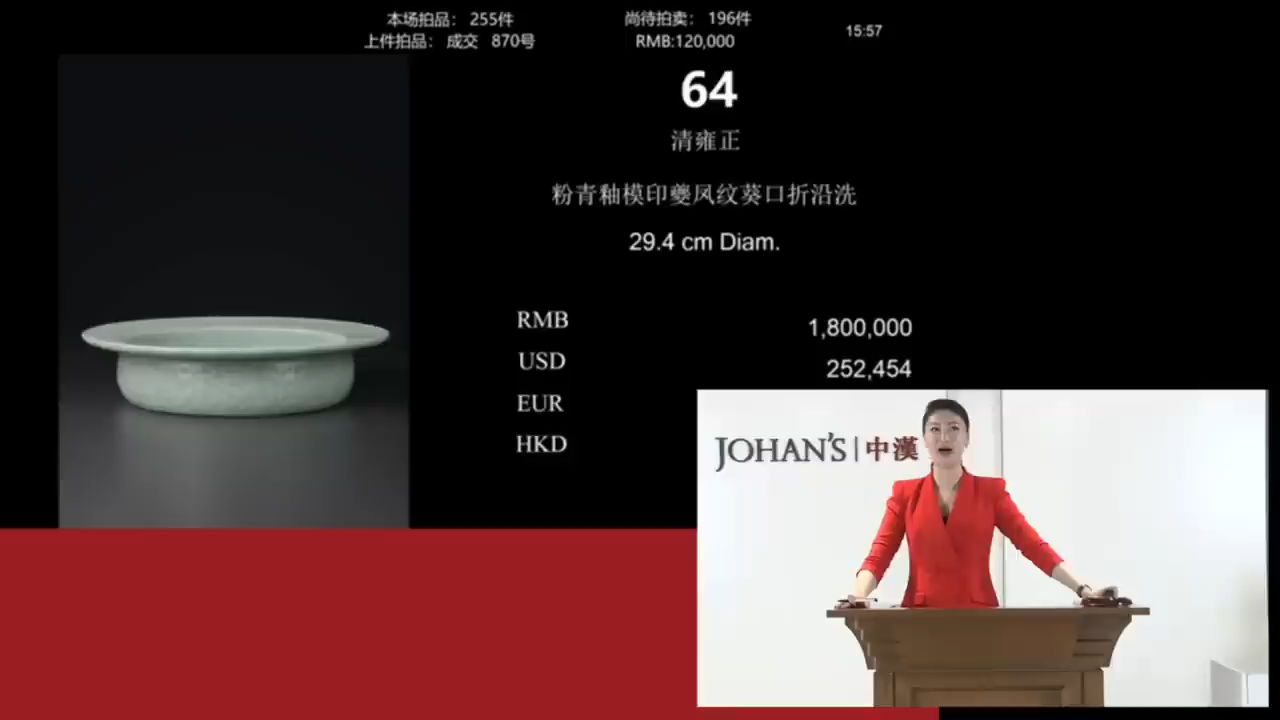 本场拍品： 255件
尚待拍卖： 196件
上件拍品： 成交 870号
RMB:120,000
15:57
64
清雍正
粉青釉模印夔凤纹葵口折沿洗
29.4 cm Diam.
RMB 1,800,000
USD 252,454
EUR
HKD
JOHAN'S | 中漢